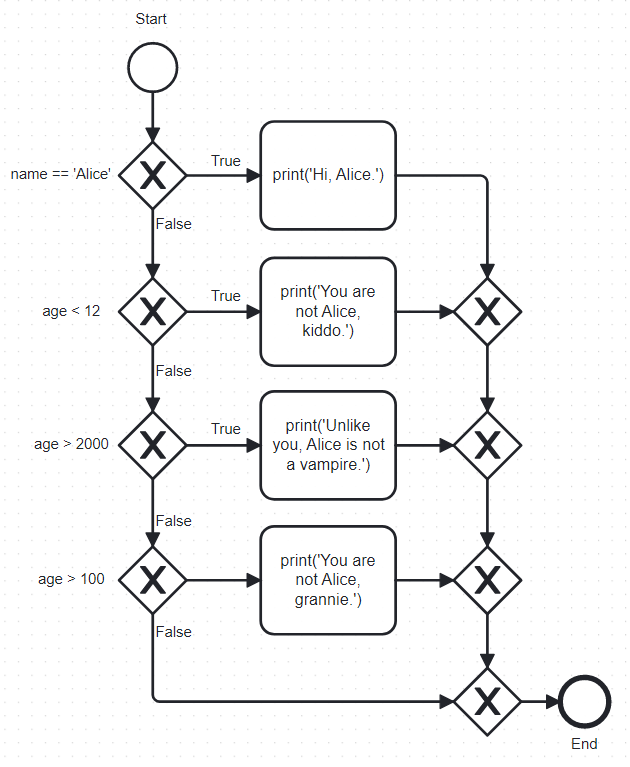 Start
name == 'Alice'
True
print('Hi, Alice.')
False
age < 12
True
print('You are
not Alice,
kiddo.')
False
age > 2000
True
print('Unlike
you, Alice is not
a vampire.')
False
age > 100
print('You are
not Alice,
grannie.')
False
End